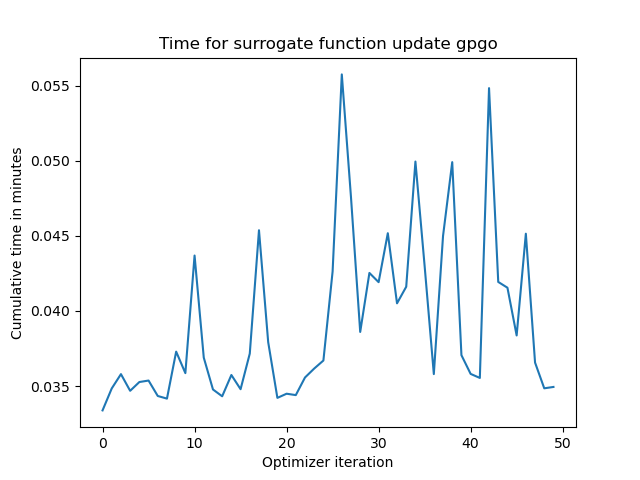 Time for surrogate function update gpgo
0.055
0.050
0.045
0.040
0.035
Cumulative time in minutes
0 10 20 30 40 50
Optimizer iteration